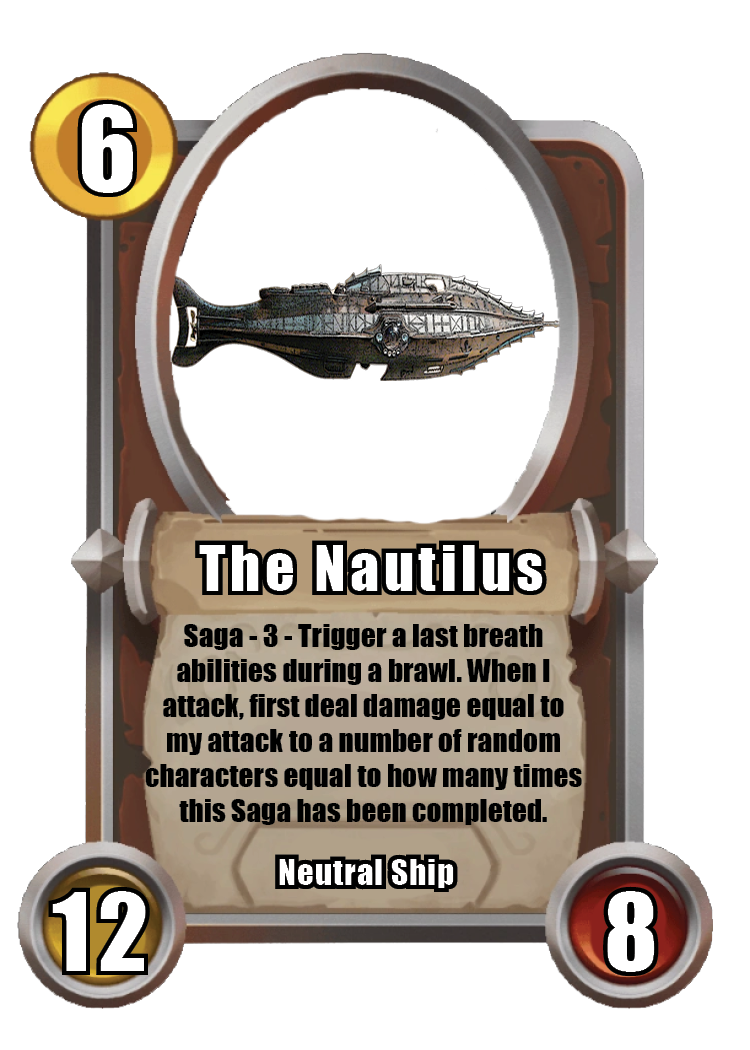 6
The Nautilus
Saga - 3 - Trigger a last breath
abilities during a brawl. When I
attack, first deal damage equal to
my attack to a number of random
characters equal to how many times
this Saga has been completed.
Neutral Ship
12
8